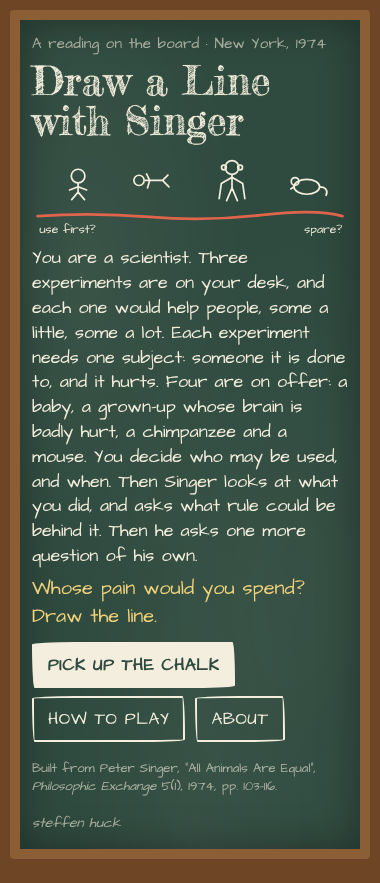 A reading on the board · New York, 1974
Draw a Line
with Singer
use first?
spare?
You are a scientist. Three
experiments are on your desk, and
each one would help people, some a
little, some a lot. Each experiment
needs one subject: someone it is done
to, and it hurts. Four are on offer: a
baby, a grown-up whose brain is
badly hurt, a chimpanzee and a
mouse. You decide who may be used,
and when. Then Singer looks at what
you did, and asks what rule could be
behind it. Then he asks one more
question of his own.
Whose pain would you spend?
Draw the line.
PICK UP THE CHALK
HOW TO PLAY
ABOUT
Built from Peter Singer, "All Animals Are Equal",
Philosophic Exchange 5(1), 1974, pp. 103-116.
steffen huck